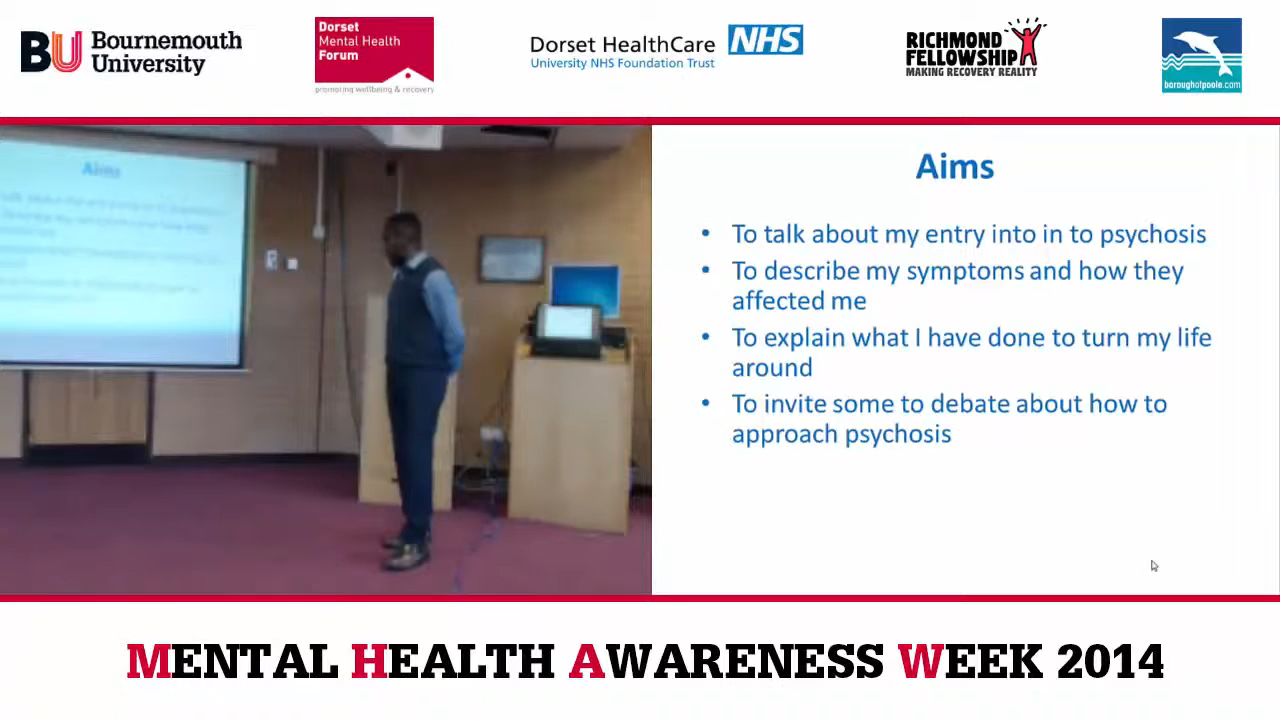 BU Bournemouth
University
Dorset
Mental Health
Forum
promoting wellbeing & recovery
Dorset HealthCare NHS
University NHS Foundation Trust
RICHMOND
FELLOWSHIP
MAKING RECOVERY REALITY
boroughofpoole.com
Aims
Aims
• To talk about my entry into in to psychosis
• To describe my symptoms and how they
affected me
• To explain what I have done to turn my life
around
• To invite some to debate about how to
approach psychosis
MENTAL HEALTH AWARENESS WEEK 2014